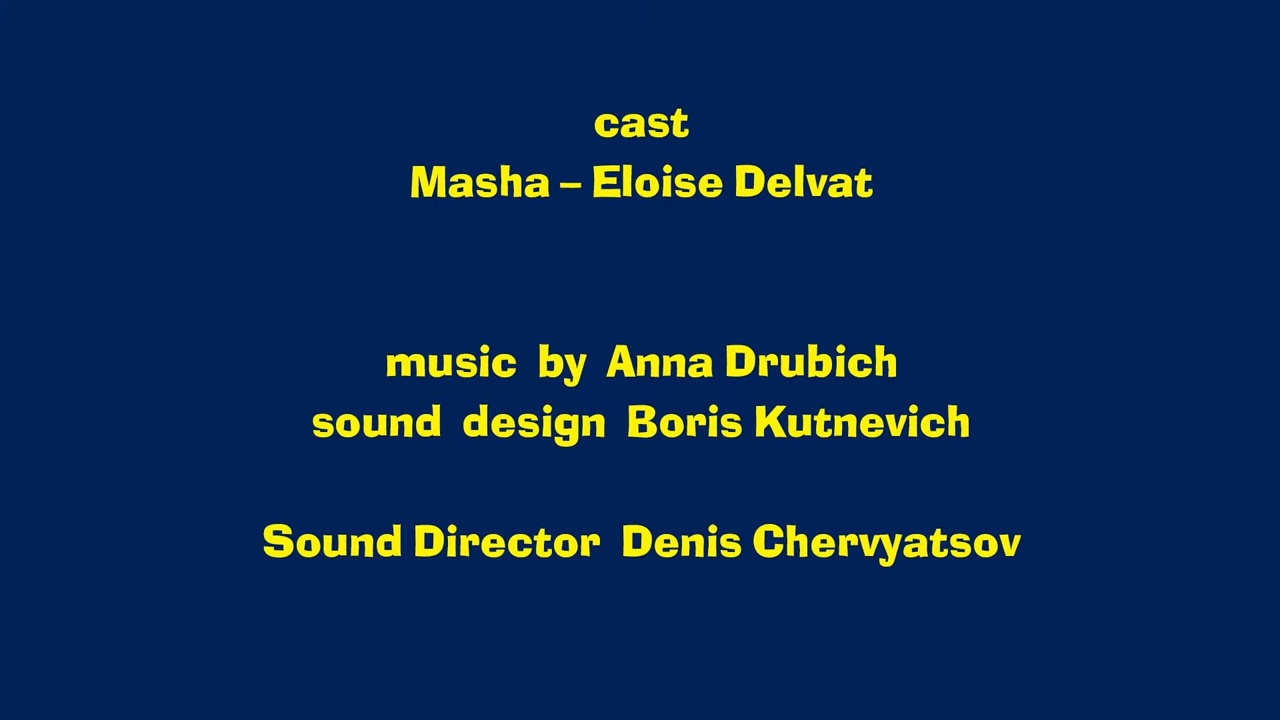 cast
Masha – Eloise Delvat
music by Anna Drubich
sound design Boris Kutnevich
Sound Director Denis Chervyatsov